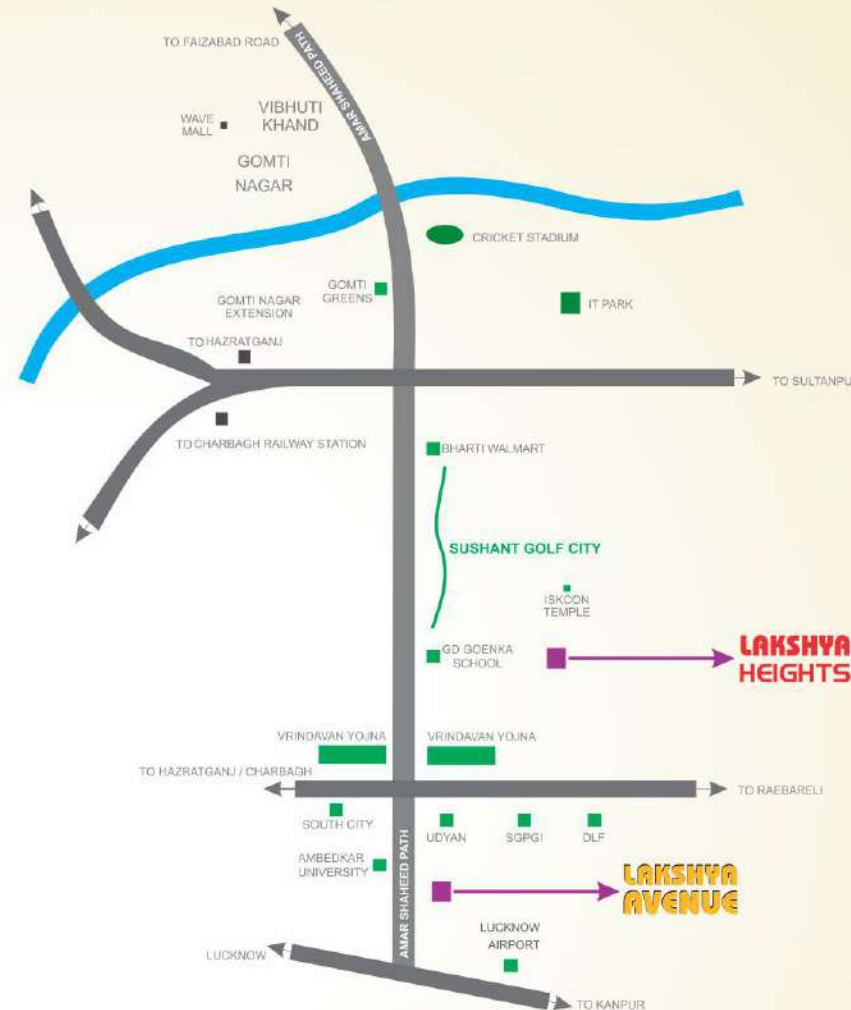 TO FAIZABAD ROAD
AMAR SHAHEED PATH
WAVE
MALL
VIBHUTI
KHAND
GOMTI
NAGAR
CRICKET STADIUM
GOMTI
GREENS
GOMTI NAGAR
EXTENSION
IT PARK
TO HAZRATGANJ
TO SULTANPU
TO CHARBAGH RAILWAY STATION
BHARTI WALMART
SUSHANT GOLF CITY
ISKCON
TEMPLE
GD GOENKA
SCHOOL
LAKSHYA
HEIGHTS
VRINDAVAN YOJNA
VRINDAVAN YOJNA
TO HAZRATGANJ / CHARBAGH
TO RAEBARELI
SOUTH CITY
UDYAN
SGPGI
DLF
AMBEDKAR
UNIVERSITY
AMAR SHAHEED PATH
LAKSHYA
AVENUE
LUCKNOW
AIRPORT
LUCKNOW
TO KANPUR